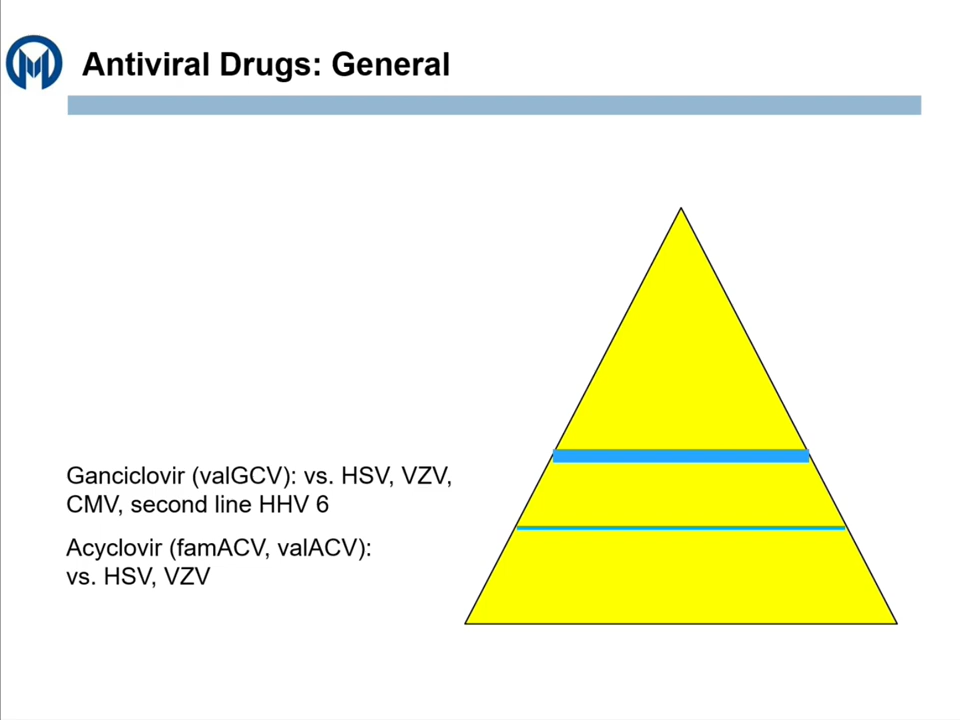 Antiviral Drugs: General
Ganciclovir (valGCV): vs. HSV, VZV,
CMV, second line HHV 6
Acyclovir (famACV, valACV):
vs. HSV, VZV